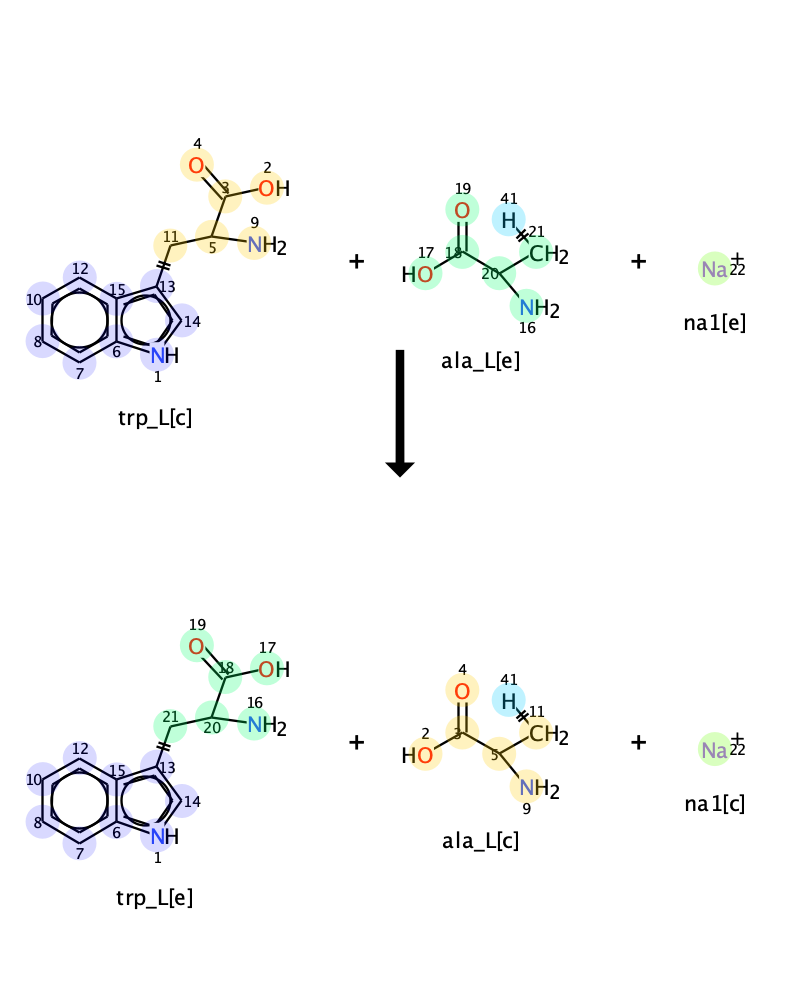 4
2
O
3
OH
9
11
5
NH2
12
13
10
15
14
8
6
NH
7
1
trp_L[c]
+
19
41
O
H
21
17
18
CH2
HO
20
NH2
16
ala_L[e]
+
Na+
22
na1[e]
19
17
O
18
OH
16
21
20
NH2
12
13
10
15
14
8
6
NH
7
1
trp_L[e]
+
4
41
O
H
11
2
3
CH2
HO
5
NH2
9
ala_L[c]
+
Na+
22
na1[c]